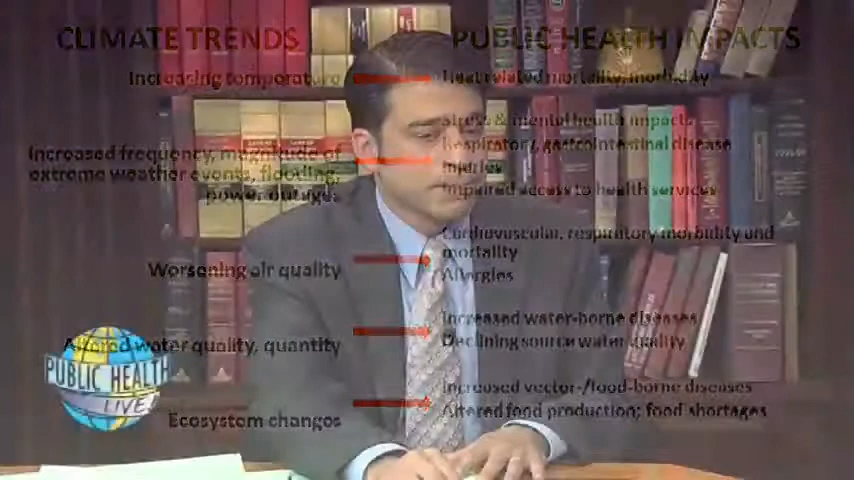 CLIMATE TRENDS
PUBLIC HEALTH IMPACTS
Increasing temperature
Heat related mortality, morbidity
Stress & mental health impacts
Increased frequency, magnitude of
extreme weather events, flooding,
power outages
Respiratory, gastrointestinal disease
Injuries
Impaired access to health services
Worsening air quality
Cardiovascular, respiratory morbidity and
mortality
Allergies
Altered water quality, quantity
Increased water-borne diseases
Declining source water quality
Ecosystem changes
Increased vector-/food-borne diseases
Altered food production; food shortages
PUBLIC HEALTH
LIVE!